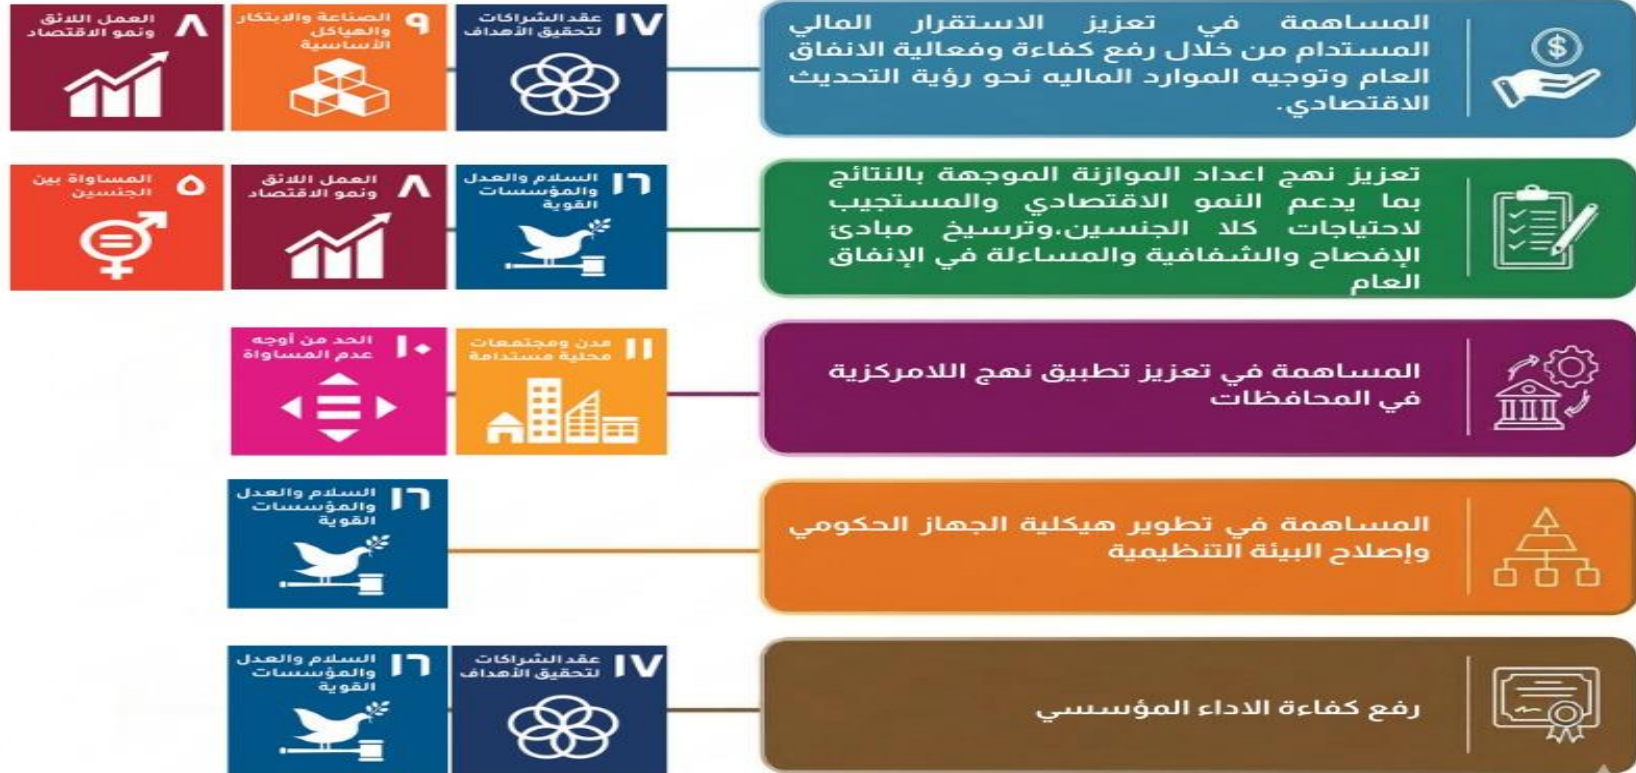 المساهمة في تعزيز الاستقرار المالي
المستدام من خلال رفع كفاءة وفعالية الانفاق
العام وتوجيه الموارد الماليه نحو رؤية التحديث
الاقتصادي.
١٧ عقد الشراكات
لتحقيق الأهداف
٩ الصناعة والابتكار
والهياكل
الأساسية
٨ العمل اللائق
ونمو الاقتصاد
تعزيز نهج اعداد الموازنة الموجهة بالنتائج
بما يدعم النمو الاقتصادي والمستجيب
لاحتياجات كلا الجنسين،وترسيخ مبادئ
الإفصاح والشفافية والمساءلة في الإنفاق
العام
١٦ السلام والعدل
والمؤسسات
القوية
٨ العمل اللائق
ونمو الاقتصاد
٥ المساواة بين
الجنسين
المساهمة في تعزيز تطبيق نهج اللامركزية
في المحافظات
١١ مدن ومجتمعات
محلية مستدامة
١٠ الحد من أوجه
عدم المساواة
المساهمة في تطوير هيكلية الجهاز الحكومي
وإصلاح البيئة التنظيمية
١٦ السلام والعدل
والمؤسسات
القوية
رفع كفاءة الاداء المؤسسي
١٧ عقد الشراكات
لتحقيق الأهداف
١٦ السلام والعدل
والمؤسسات
القوية